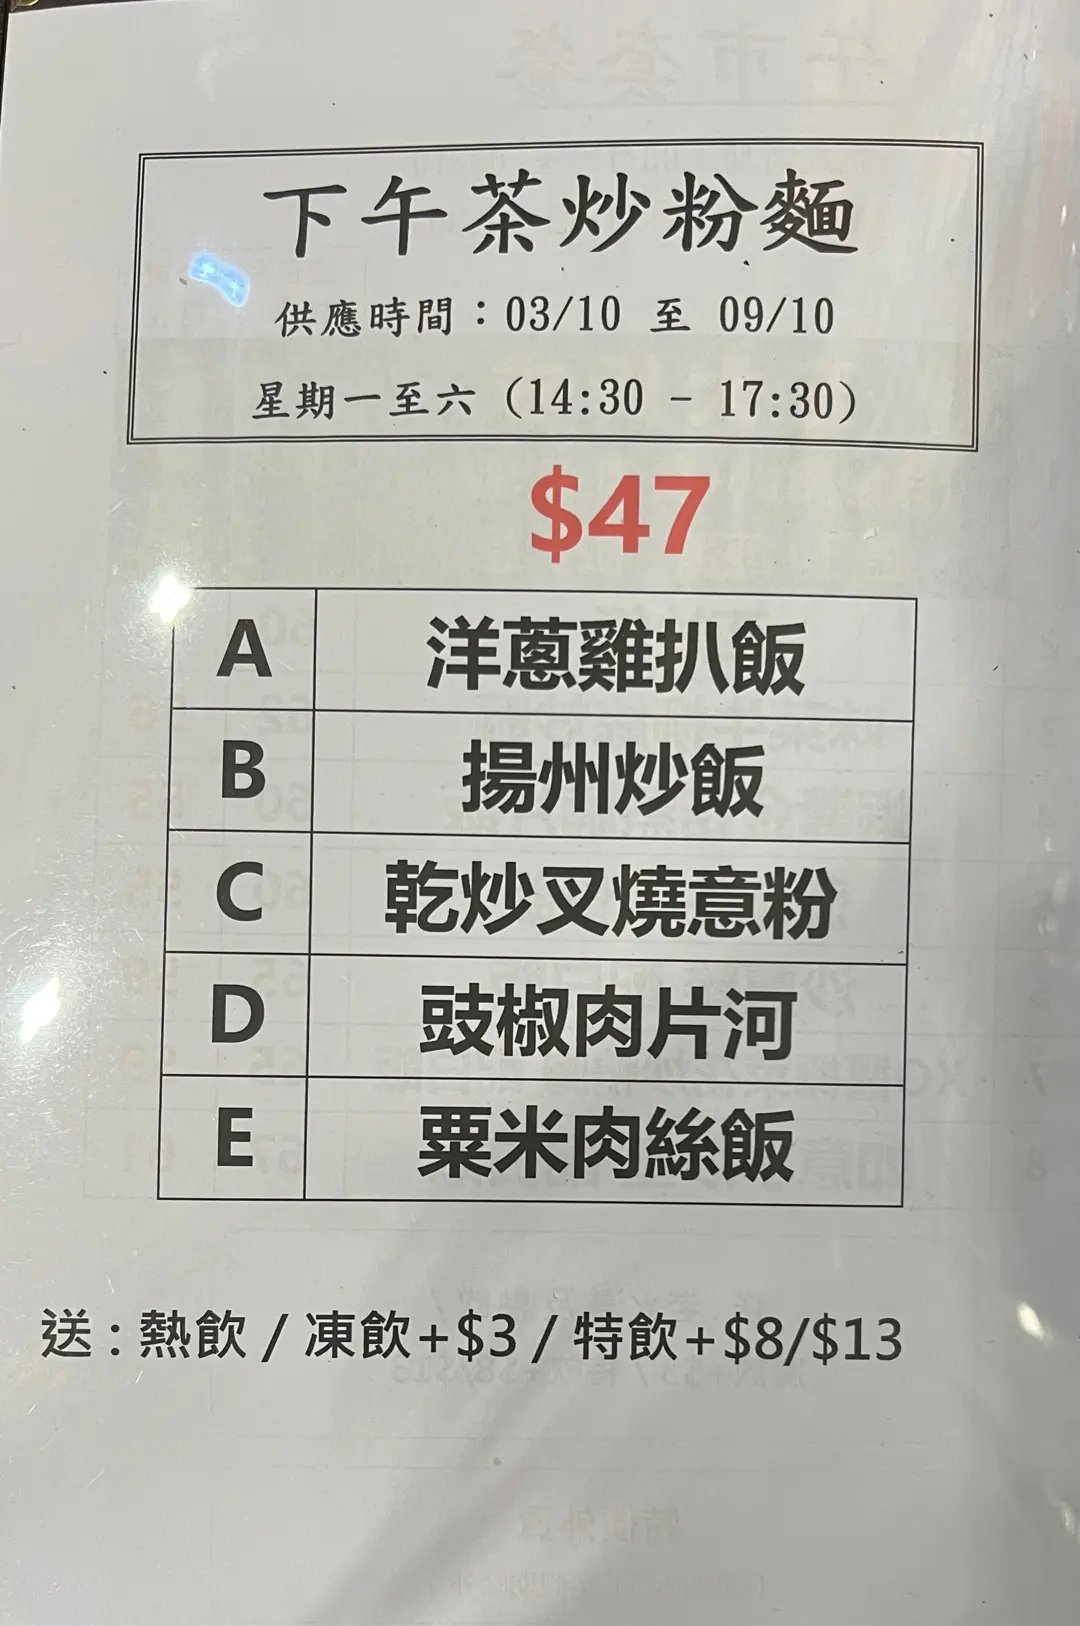 下午茶炒粉麵
供應時間：03/10 至 09/10
星期一至六（14:30 - 17:30）
$47
A 洋蔥雞扒飯
B 揚州炒飯
C 乾炒叉燒意粉
D 豉椒肉片河
E 粟米肉絲飯
送：熱飲 / 凍飲+$3 / 特飲+$8/$13